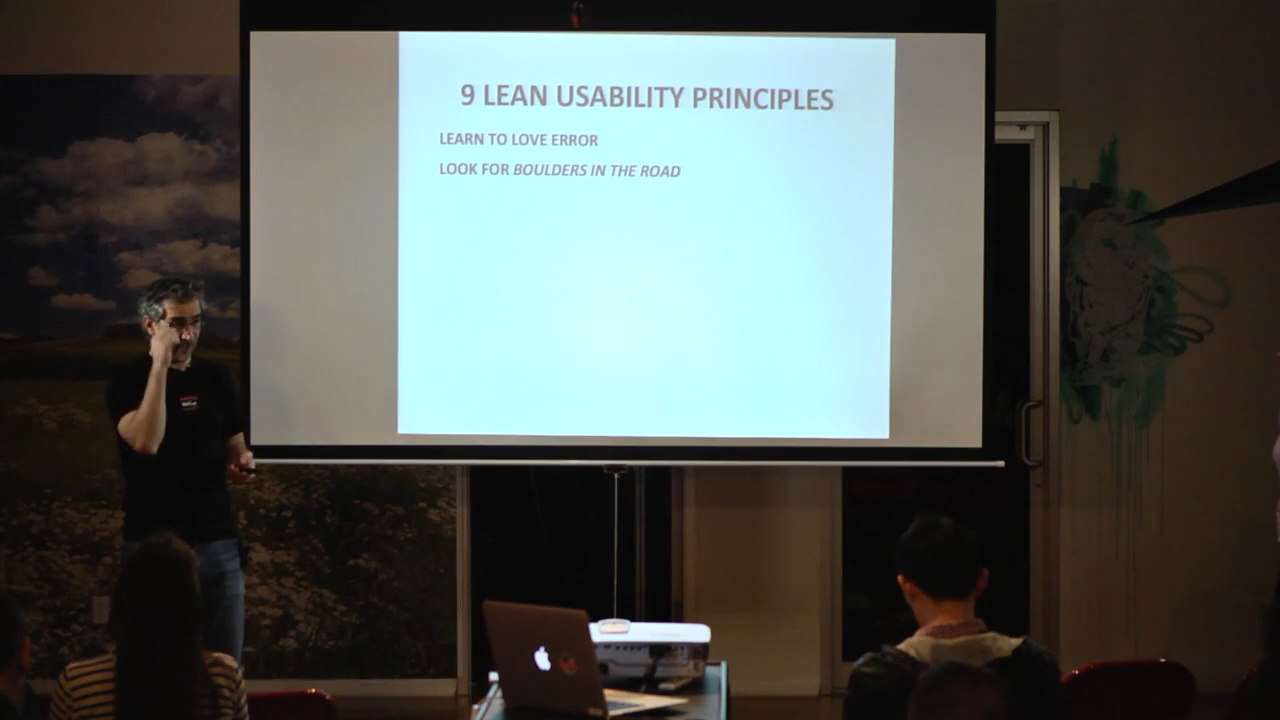 9 LEAN USABILITY PRINCIPLES
LEARN TO LOVE ERROR
LOOK FOR BOULDERS IN THE ROAD